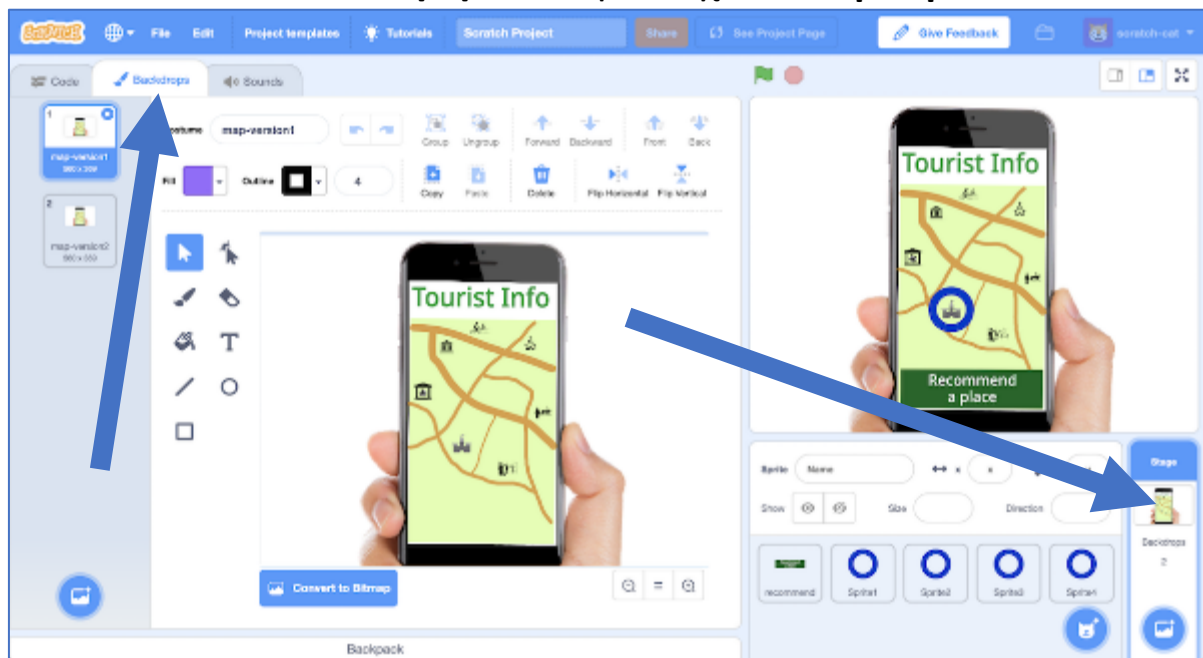 SCRATCH File Edit Project templates Tutorials Scratch Project Share See Project Page Give Feedback scratch-cat
Code Backdrops Sounds
1
map-version1
2
map-version2
map-version1
Group Ungroup Forward Backward Front Back
Fill Outline 4
Copy Paste Delete Flip Horizontal Flip Vertical
Tourist Info
Convert to Bitmap
Backpack
Tourist Info
Recommend
a place
Sprite Name x x
Show Size Direction
recommend Sprite1 Sprite2 Sprite3 Sprite4
Stage
Backdrops
2